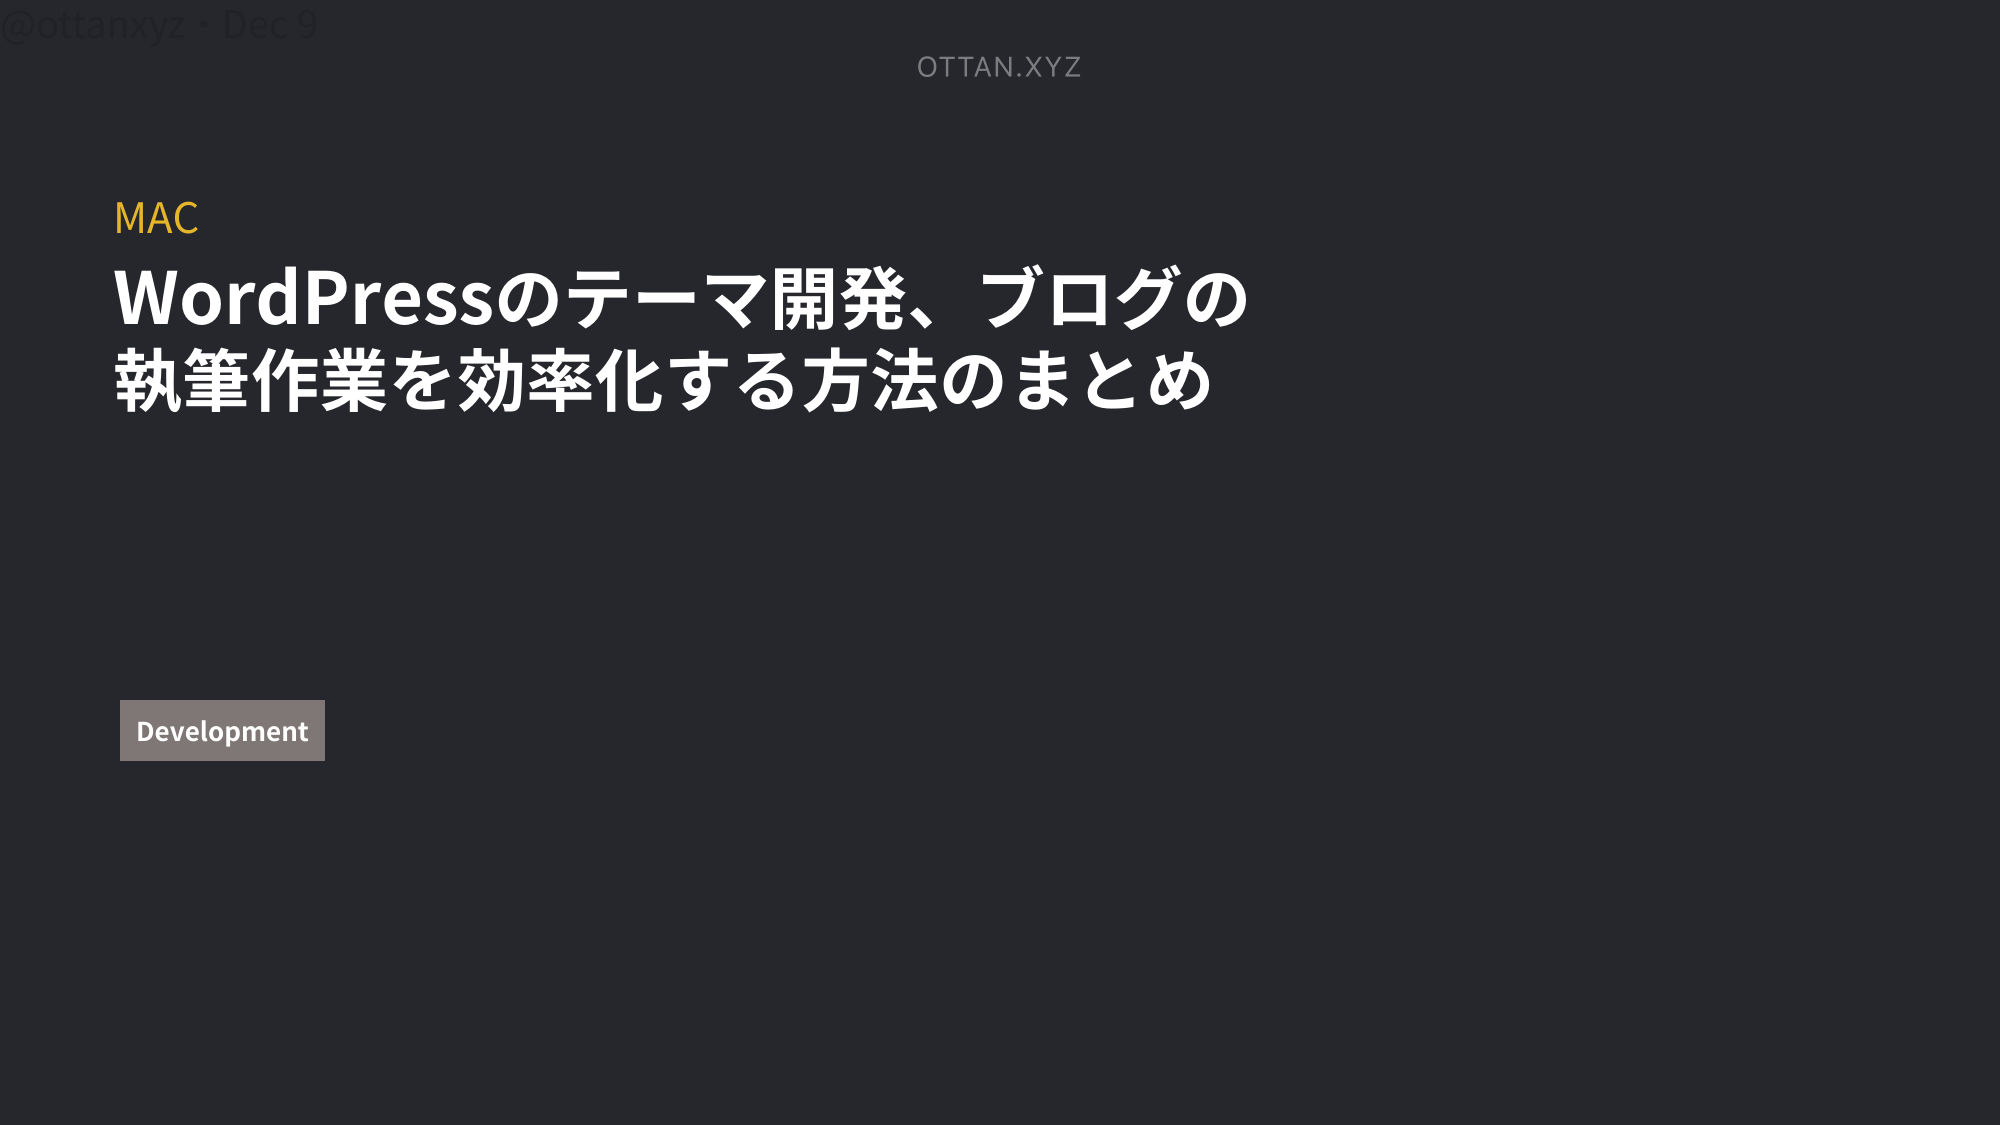 @ottanxyz・Dec 9
OTTAN.XYZ
MAC
WordPressのテーマ開発、ブログの
執筆作業を効率化する方法のまとめ
Development